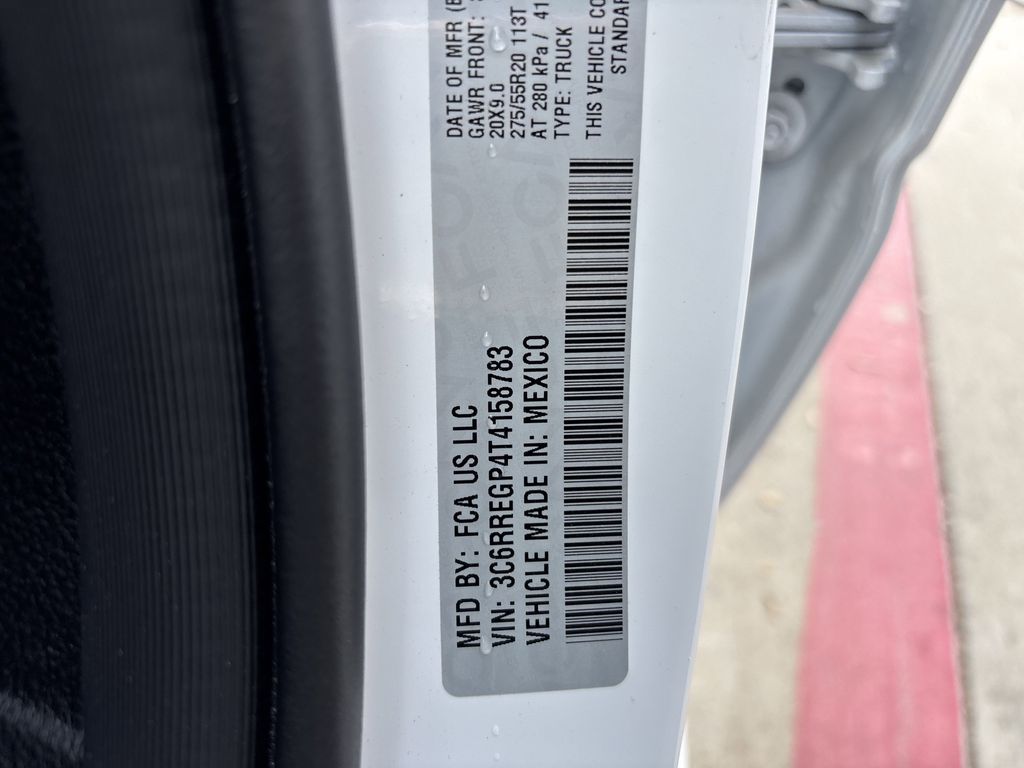 MFD BY: FCA US LLC
VIN: 3C6RREGP4T4158783
VEHICLE MADE IN: MEXICO
DATE OF MFR
GAWR FRONT:
20X9.0
275/55R20 113T
AT 280 kPa / 41
TYPE: TRUCK
THIS VEHICLE CO
STANDAR